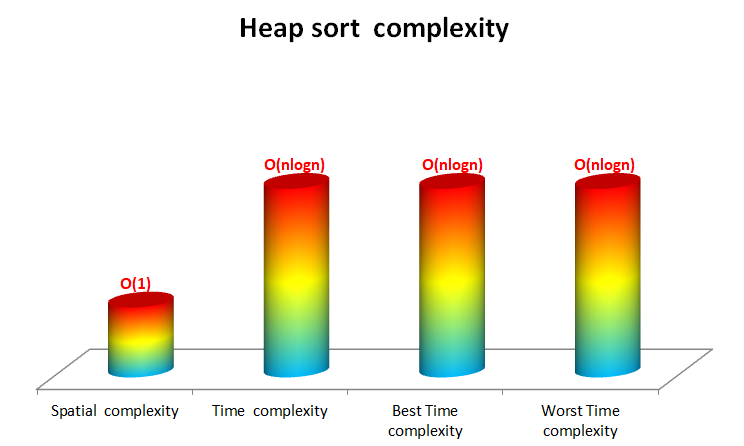 Heap sort complexity
O(nlogn) O(nlogn) O(nlogn)
O(1)
Spatial complexity Time complexity Best Time complexity Worst Time complexity